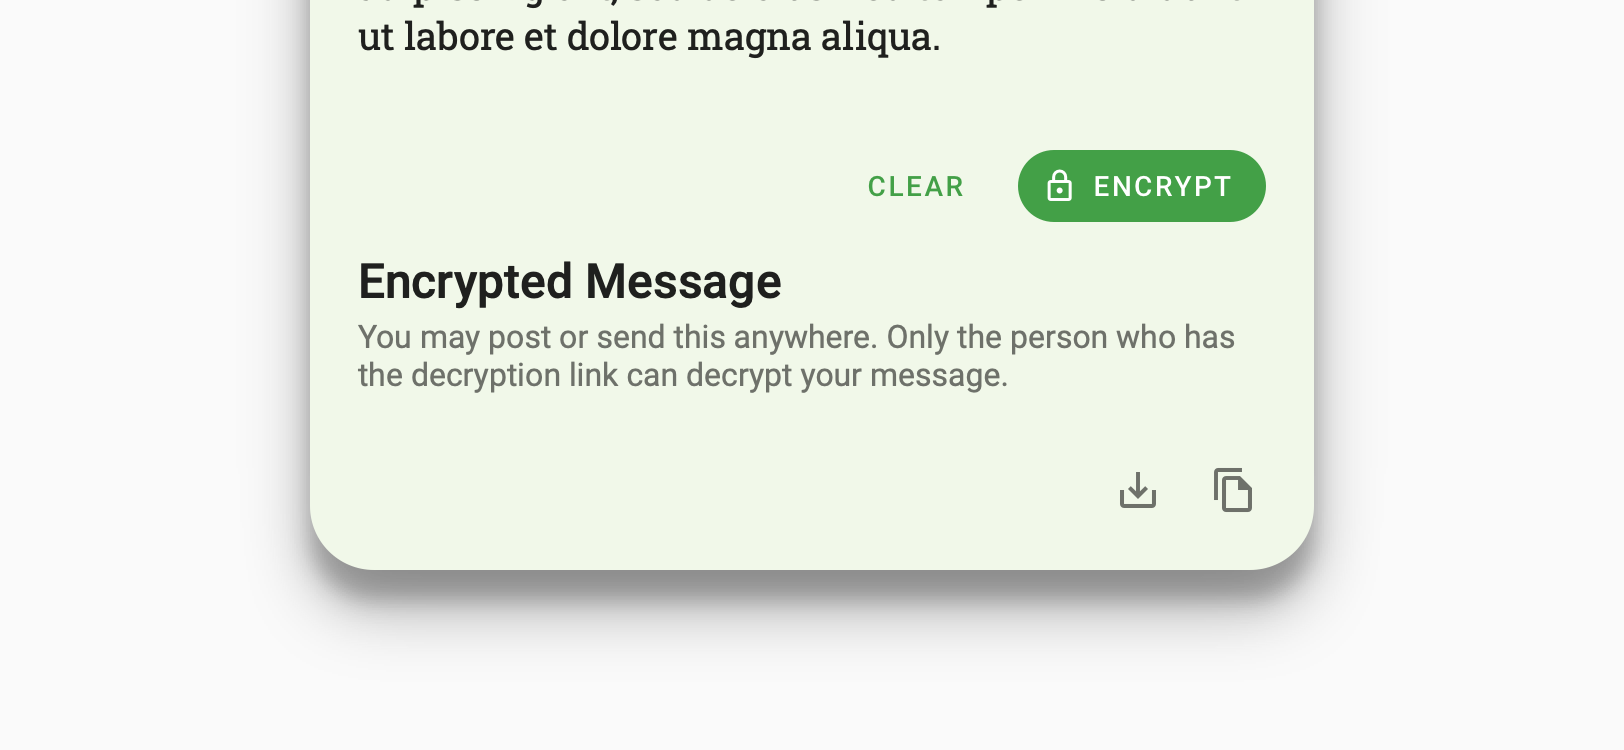 ut labore et dolore magna aliqua.
CLEAR
ENCRYPT
Encrypted Message
You may post or send this anywhere. Only the person who has
the decryption link can decrypt your message.